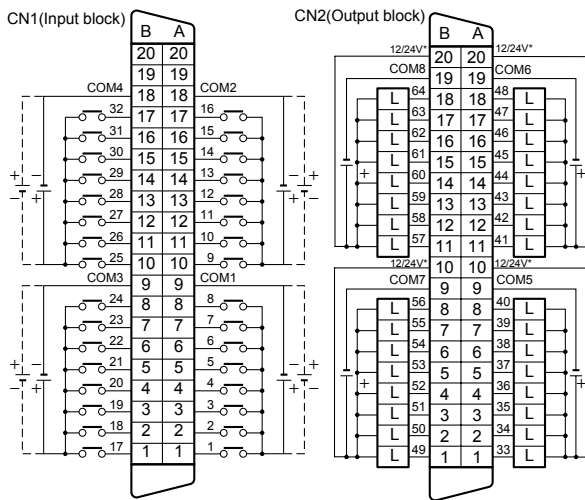 CN1(Input block)
B A
20 20
19 19
COM4 18 18 COM2
32 17 17 16
31 16 16 15
30 15 15 14
29 14 14 13
28 13 13 12
27 12 12 11
26 11 11 10
25 10 10 9
COM3 9 9 COM1
24 8 8 8
23 7 7 7
22 6 6 6
21 5 5 5
20 4 4 4
19 3 3 3
18 2 2 2
17 1 1 1
CN2(Output block)
B A
12/24V* 20 20 12/24V*
COM8 19 19 COM6
L 64 18 18 48 L
L 63 17 17 47 L
L 62 16 16 46 L
L 61 15 15 45 L
L 60 14 14 44 L
L 59 13 13 43 L
L 58 12 12 42 L
L 57 11 11 41 L
12/24V* 10 10 12/24V*
COM7 9 9 COM5
L 56 8 8 40 L
L 55 7 7 39 L
L 54 6 6 38 L
L 53 5 5 37 L
L 52 4 4 36 L
L 51 3 3 35 L
L 50 2 2 34 L
L 49 1 1 33 L